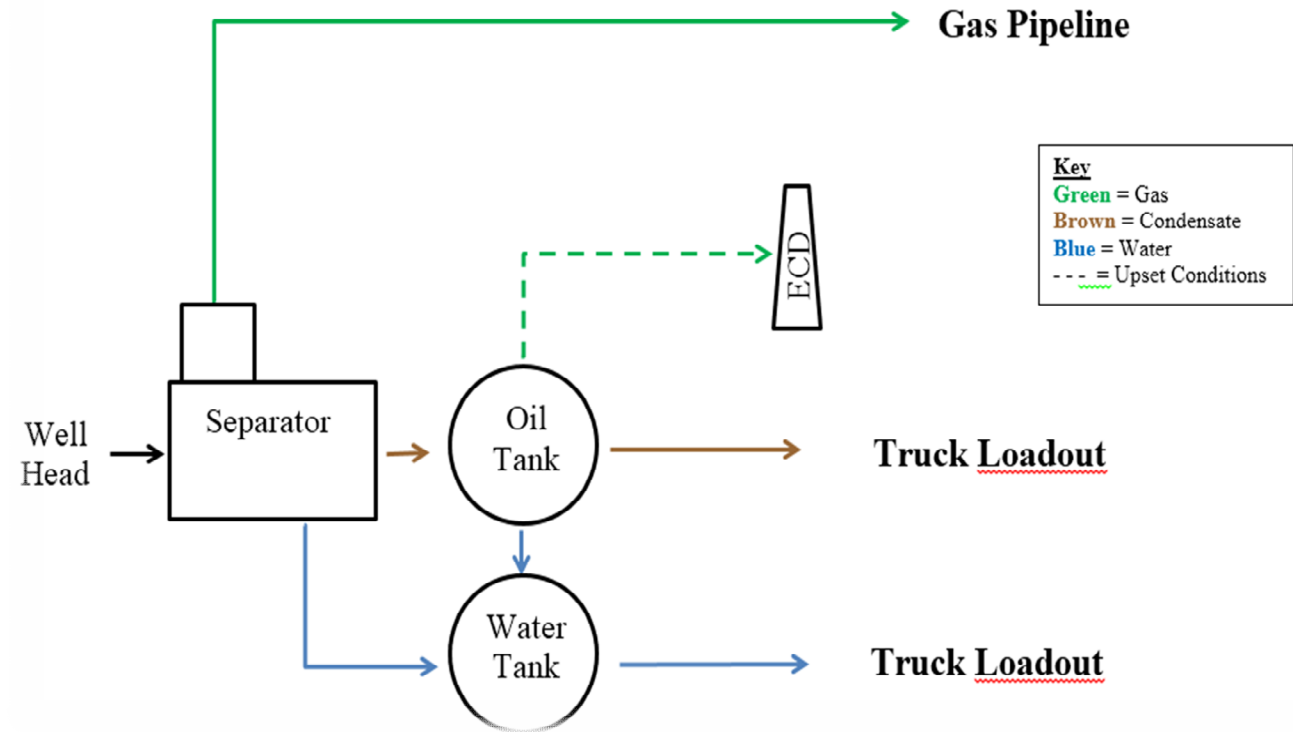 Gas Pipeline
Key
Green = Gas
Brown = Condensate
Blue = Water
--- = Upset Conditions
ECD
Separator
Well
Head
Oil
Tank
Truck Loadout
Water
Tank
Truck Loadout